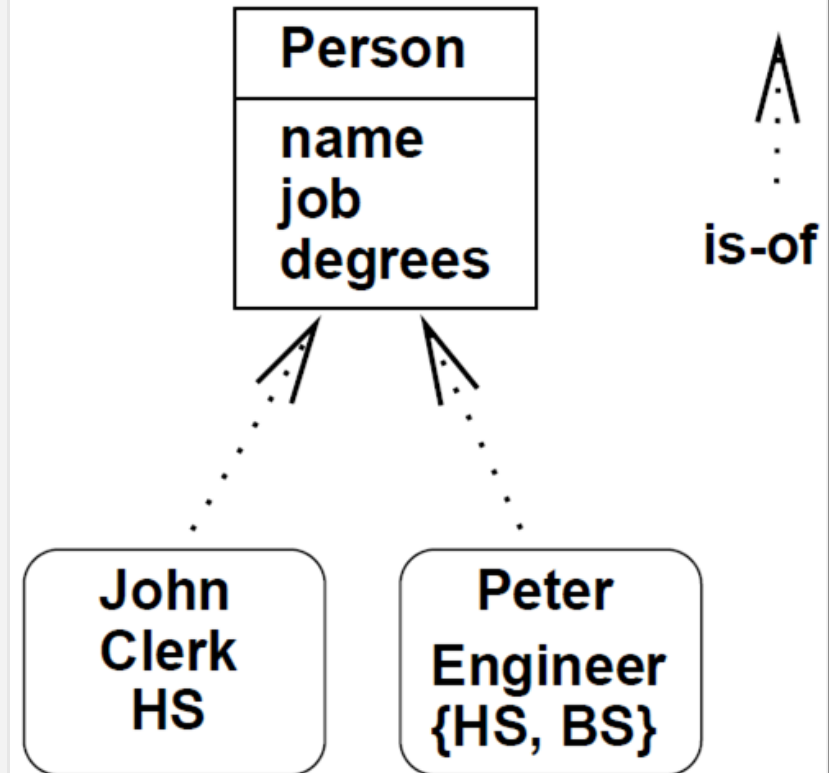 Person
name
job
degrees
is-of
John
Clerk
HS
Peter
Engineer
{HS, BS}